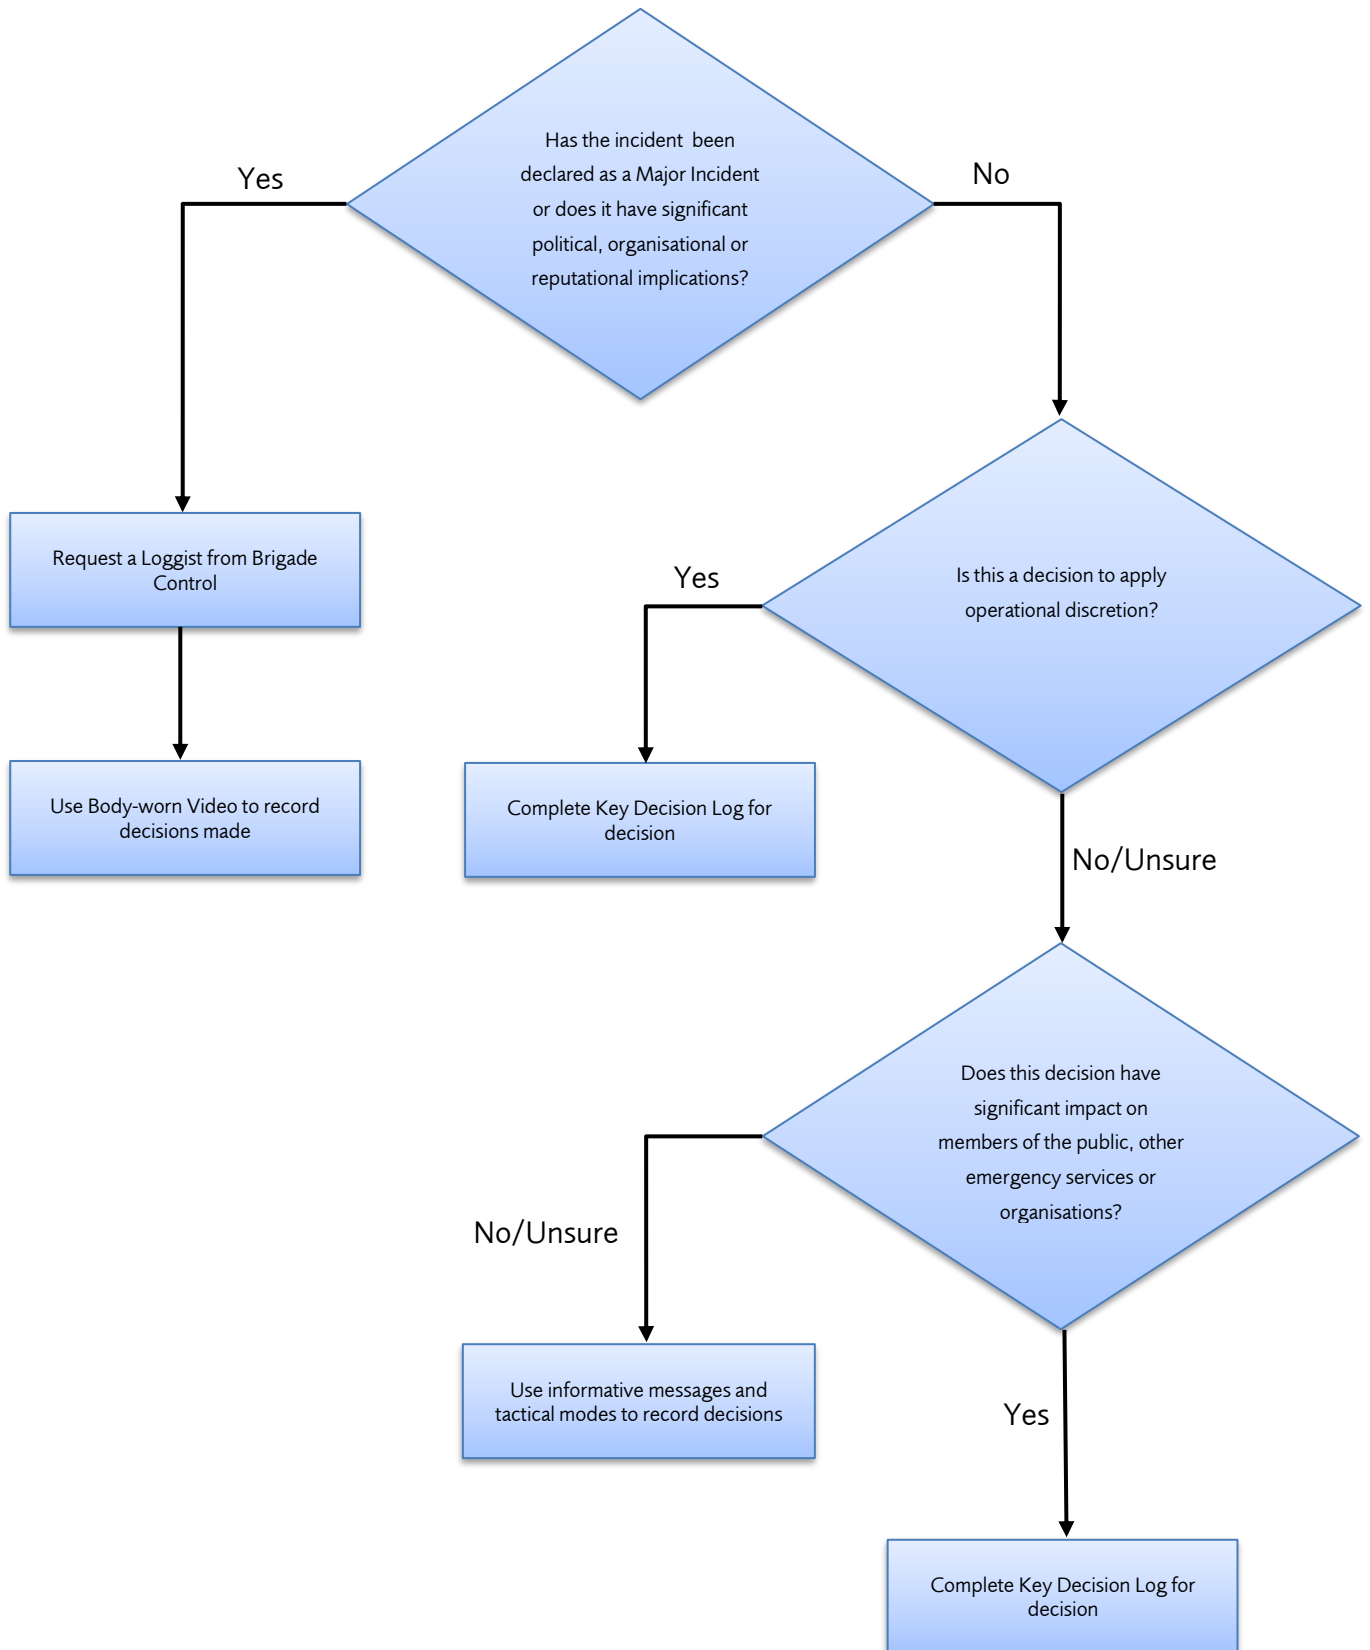 Has the incident been
declared as a Major Incident
or does it have significant
political, organisational or
reputational implications?
Yes
No
Request a Loggist from Brigade
Control
Use Body-worn Video to record
decisions made
Is this a decision to apply
operational discretion?
Yes
Complete Key Decision Log for
decision
No/Unsure
Does this decision have
significant impact on
members of the public, other
emergency services or
organisations?
No/Unsure
Use informative messages and
tactical modes to record decisions
Yes
Complete Key Decision Log for
decision